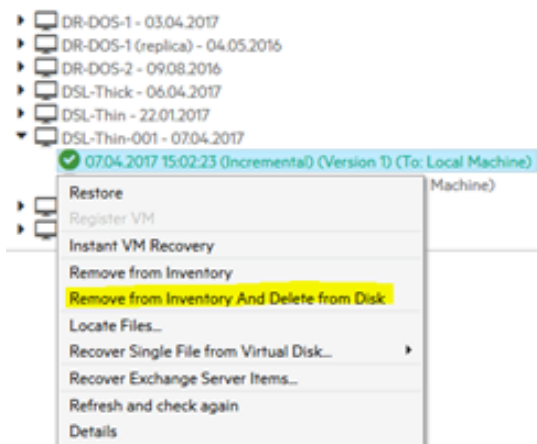 DR-DOS-1 - 03.04.2017
DR-DOS-1 (replica) - 04.05.2016
DR-DOS-2 - 09.08.2016
DSL-Thick - 06.04.2017
DSL-Thin - 22.01.2017
DSL-Thin-001 - 07.04.2017
07.04.2017 15:02:23 (Incremental) (Version 1) (To: Local Machine)
Machine)
Restore
Register VM
Instant VM Recovery
Remove from Inventory
Remove from Inventory And Delete from Disk
Locate Files...
Recover Single File from Virtual Disk...
Recover Exchange Server Items...
Refresh and check again
Details